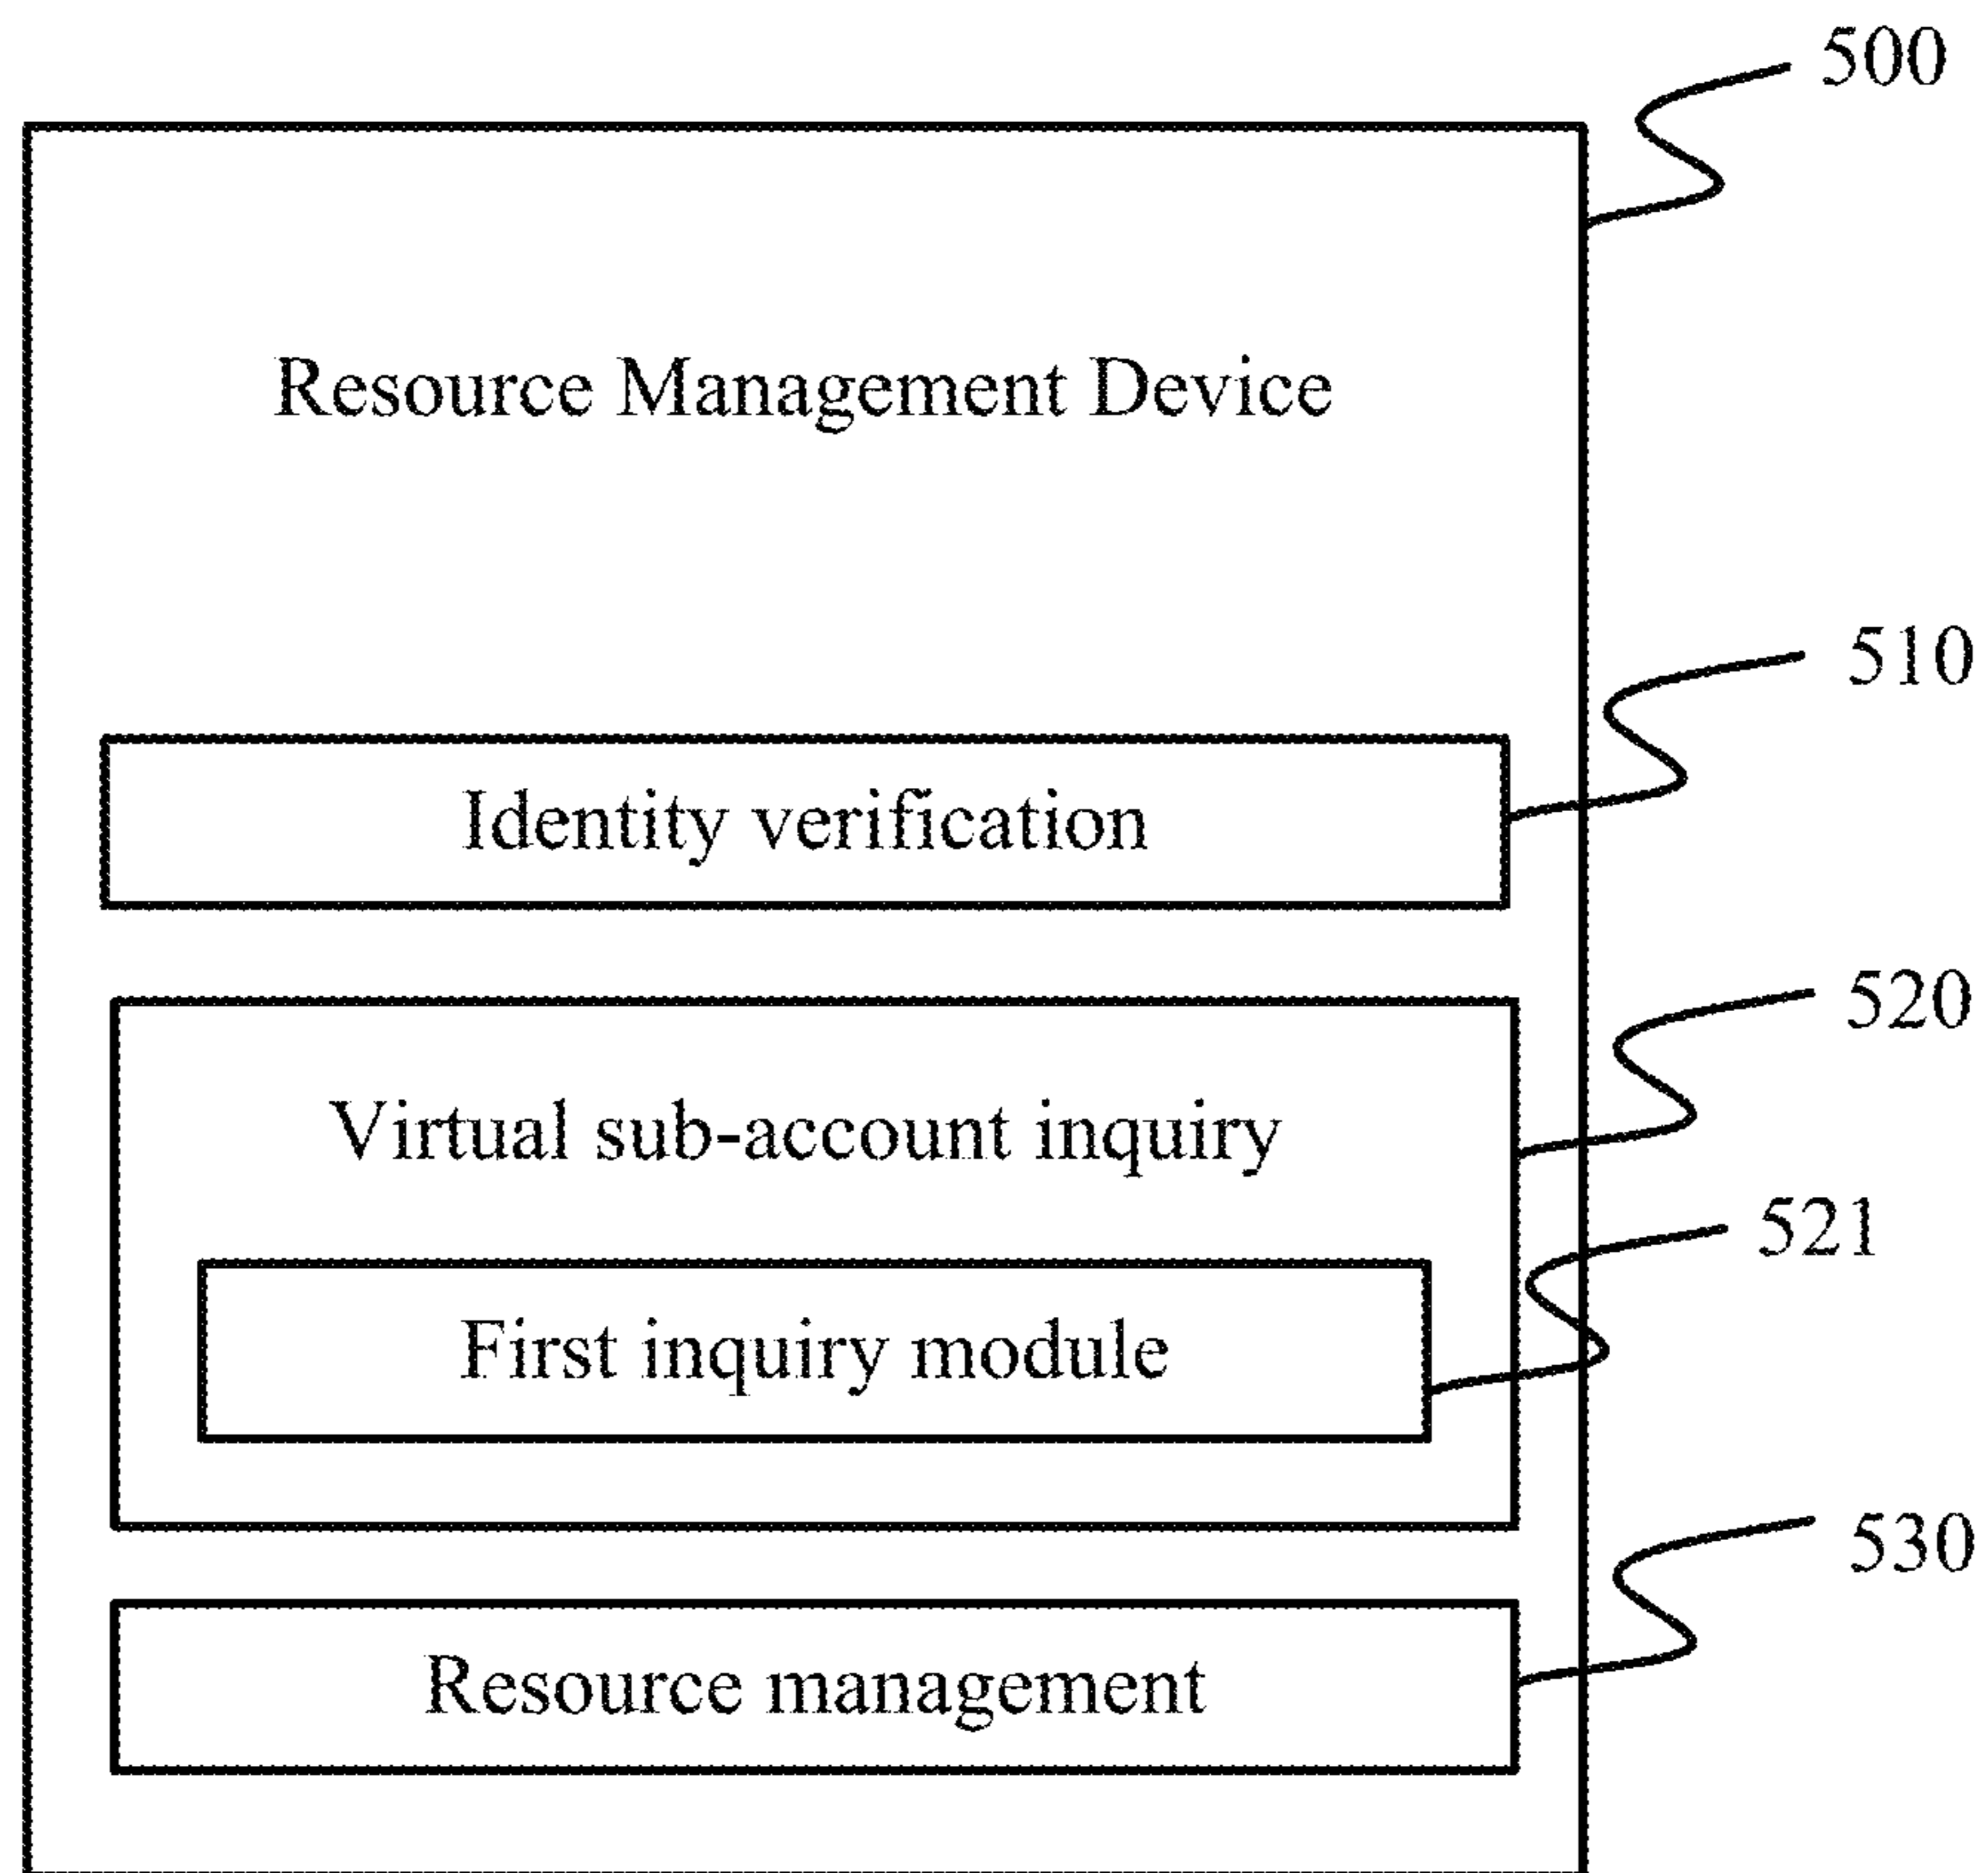 500
Resource Management Device
510
Identity verification
520
Virtual sub-account inquiry
521
First inquiry module
530
Resource management